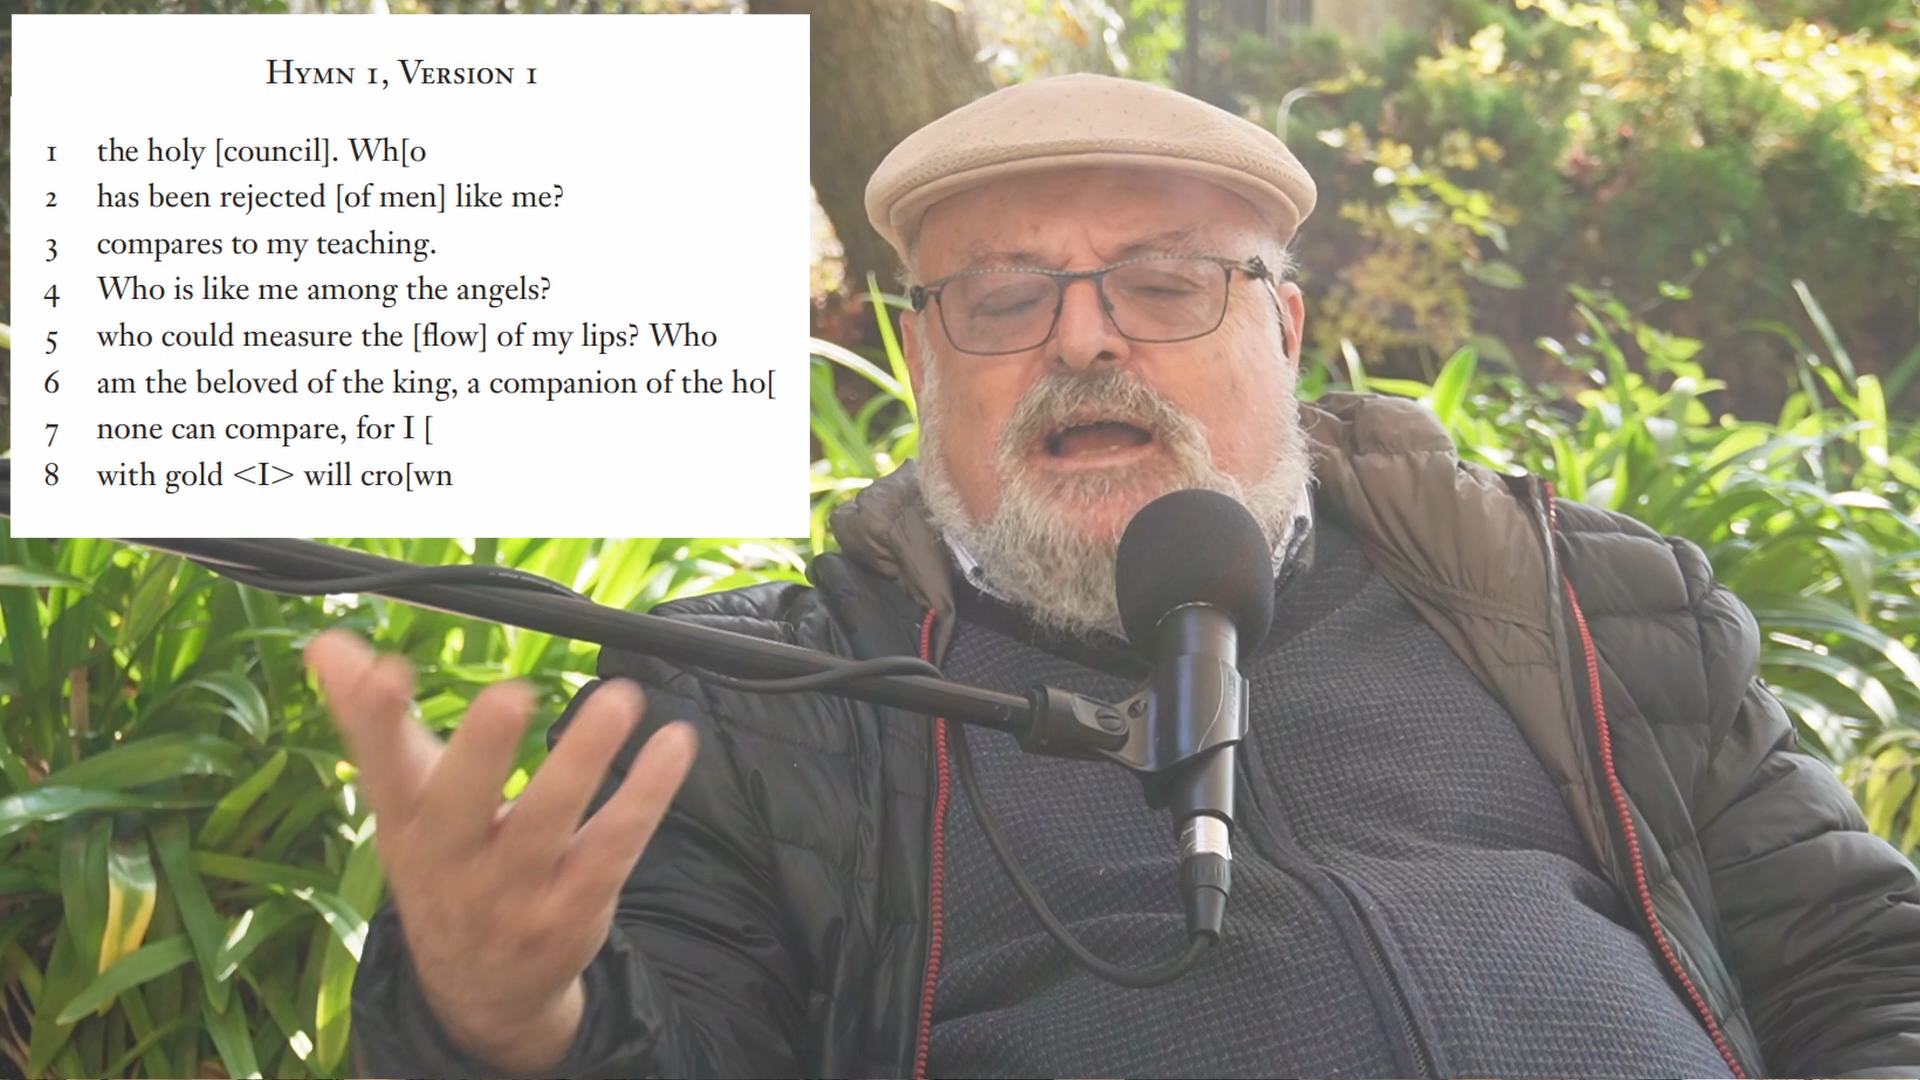 Hymn 1, Version 1
1 the holy [council]. Wh[o
2 has been rejected [of men] like me?
3 compares to my teaching.
4 Who is like me among the angels?
5 who could measure the [flow] of my lips? Who
6 am the beloved of the king, a companion of the ho[
7 none can compare, for I [
8 with gold <I> will cro[wn